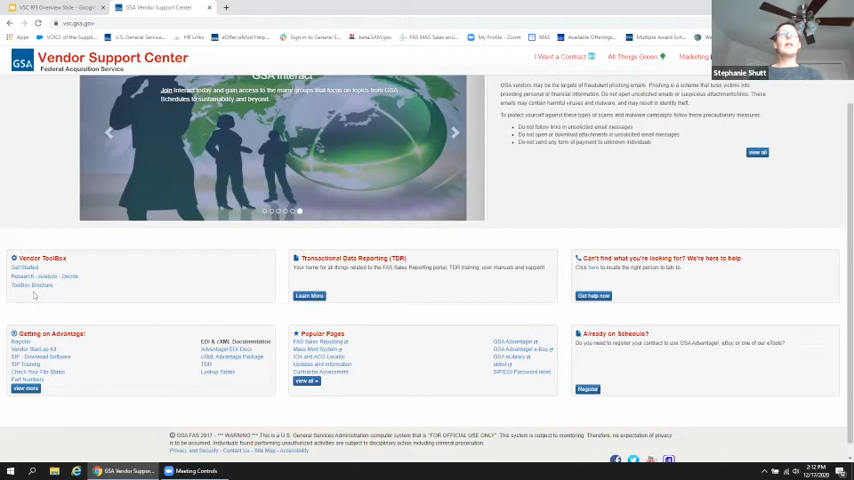 VSC RFI Overview Slide - Googl
GSA Vendor Support Center
vsc.gsa.gov
Apps
VOICE of the Suppli...
U.S. General Service...
HR Links
eOffer/eMod Help...
Sign in to General S...
beta.SAM.gov
FAS MAS Sales Rep...
My Profile - Zoom
MAS
Available Offerings...
Multiple Award Sch...
GSA
Vendor Support Center
Federal Acquisition Service
I Want a Contract
All Things Green
Marketing
Stephanie Shutt
GSA Interact
Join Interact today and gain access to the many groups that focus on topics from GSA
Schedules to sustainability and beyond.
GSA vendors may be the targets of fraudulent phishing emails. Phishing is a scheme that lures victims into
providing personal or financial information. Do not open unsolicited emails or suspicious attachments/links. These
emails may contain harmful viruses and malware, and may result in identity theft.
To protect yourself against these types of scams and malware campaigns follow these precautionary measures:
Do not follow links in unsolicited email messages
Do not open or download attachments in unsolicited email messages
Do not send any form of payment to unknown individuals
view all
Vendor ToolBox
Get Started
Research - Analyze - Decide
ToolBox Brochure
Transactional Data Reporting (TDR)
Your home for all things related to the FAS Sales Reporting portal, TDR training, user manuals and support!
Learn More
Can't find what you're looking for? We're here to help
Click here to locate the right person to talk to.
Get help now
Getting on Advantage!
Register
Vendor Start-up Kit
SIP - Download Software
SIP Training
Check Your File Status
Part Numbers
view more
EDI & cXML Documentation
Advantage! EDI Docs
cXML Advantage Package
TDR
Lookup Tables
Popular Pages
FAS Sales Reporting
Mass Mod System
IOA and ACO Locator
Updates and Information
Contractor Assessment
view all
GSA Advantage!
GSA Advantage! e-Buy
GSA eLibrary
eMod
SIP/EDI Password reset
Already on Schedule?
Do you need to register your contract to use GSA Advantage!, eBuy or one of our eTools?
Register
GSA FAS 2017 - *** WARNING *** This is a U.S. General Services Administration computer system that is "FOR OFFICIAL USE ONLY". This system is subject to monitoring. Therefore, no expectation of privacy
is to be assumed. Individuals found performing unauthorized activities are subject to disciplinary action including criminal prosecution.
Privacy and Security - Contact Us - Site Map - Accessibility
GSA Vendor Suppor...
Meeting Controls
2:12 PM
12/17/2020